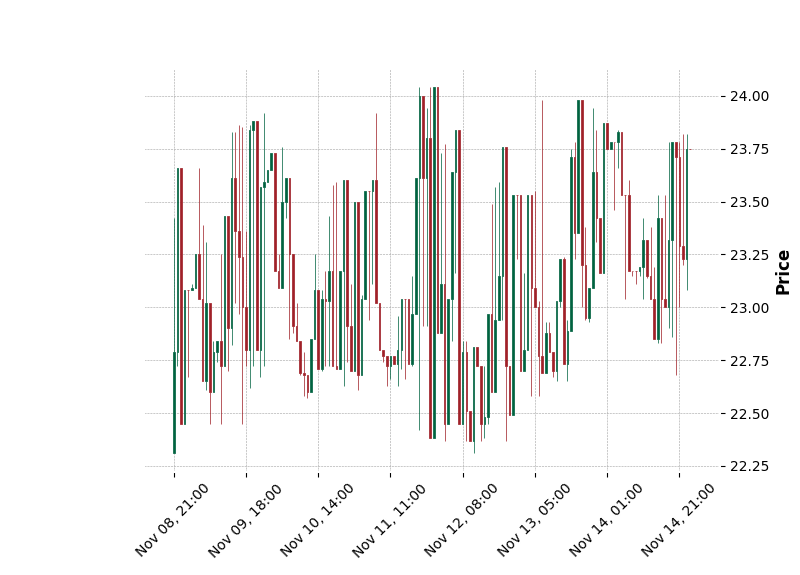 24.00
23.75
23.50
23.25
23.00
22.75
22.50
22.25
Price
Nov 08, 21:00
Nov 09, 18:00
Nov 10, 14:00
Nov 11, 11:00
Nov 12, 08:00
Nov 13, 05:00
Nov 14, 01:00
Nov 14, 21:00